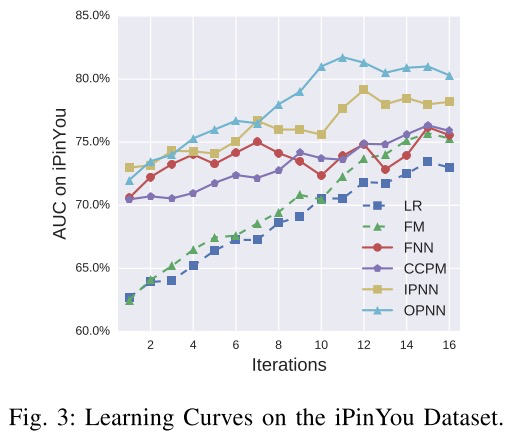 85.0%
80.0%
75.0%
70.0%
65.0%
60.0%
AUC on iPinYou
LR
FM
FNN
CCPM
IPNN
OPNN
2 4 6 8 10 12 14 16
Iterations
Fig. 3: Learning Curves on the iPinYou Dataset.